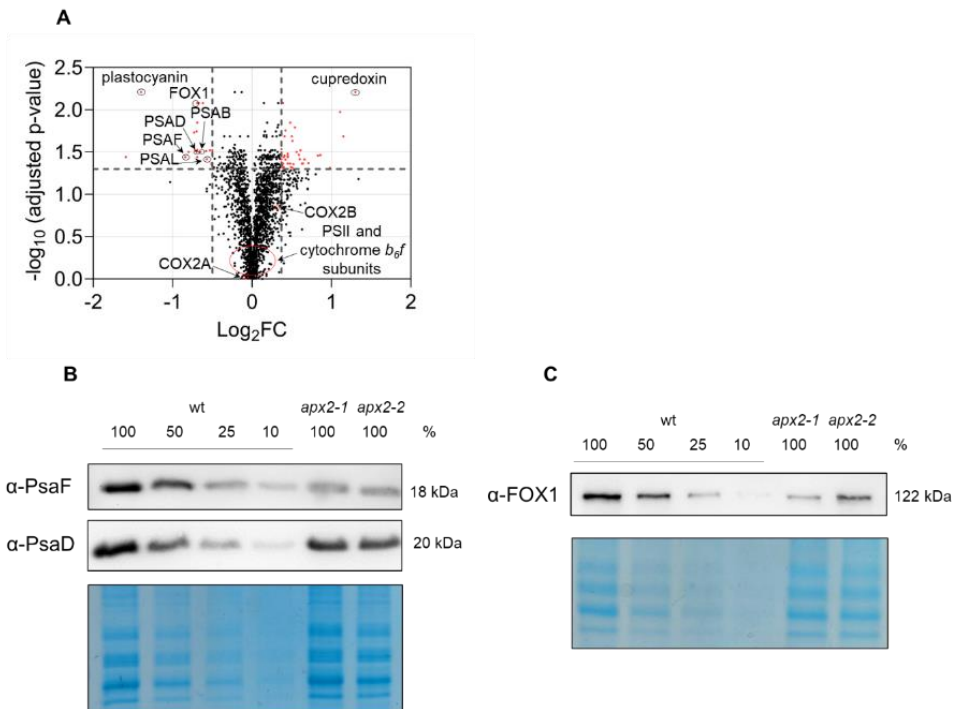 A
-log10 (adjusted p-value)
2.5
2.0
1.5
1.0
0.5
0.0
plastocyanin
cupredoxin
FOX1
PSAB
PSAD
PSAF
PSAL
COX2B
PSII and
cytochrome b6f
subunits
COX2A
-2
-1
0
1
2
Log2FC
B
wt apx2-1 apx2-2
100 50 25 10 100 100 %
α-PsaF 18 kDa
α-PsaD 20 kDa
C
wt apx2-1 apx2-2
100 50 25 10 100 100 %
α-FOX1 122 kDa